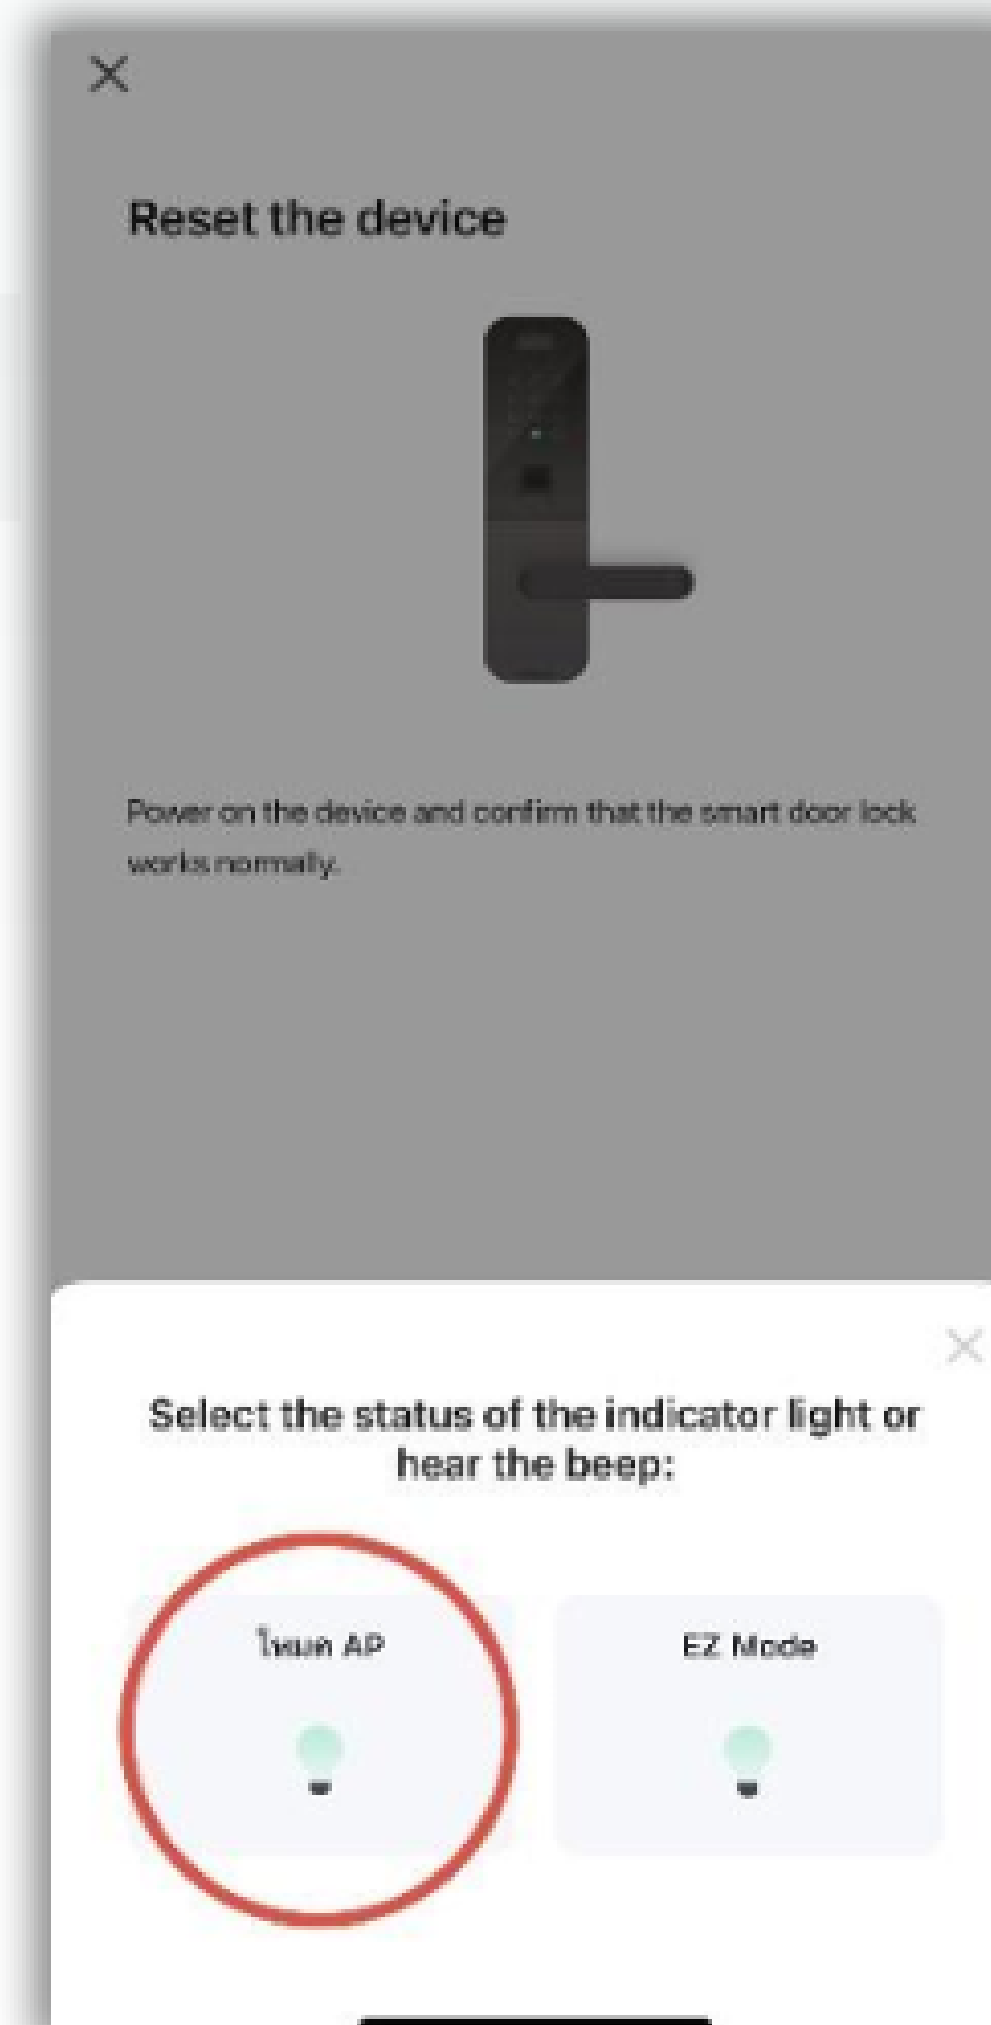 Reset the device
Power on the device and confirm that the smart door lock
works normally.
Select the status of the indicator light or
hear the beep:
โหมด AP
EZ Mode